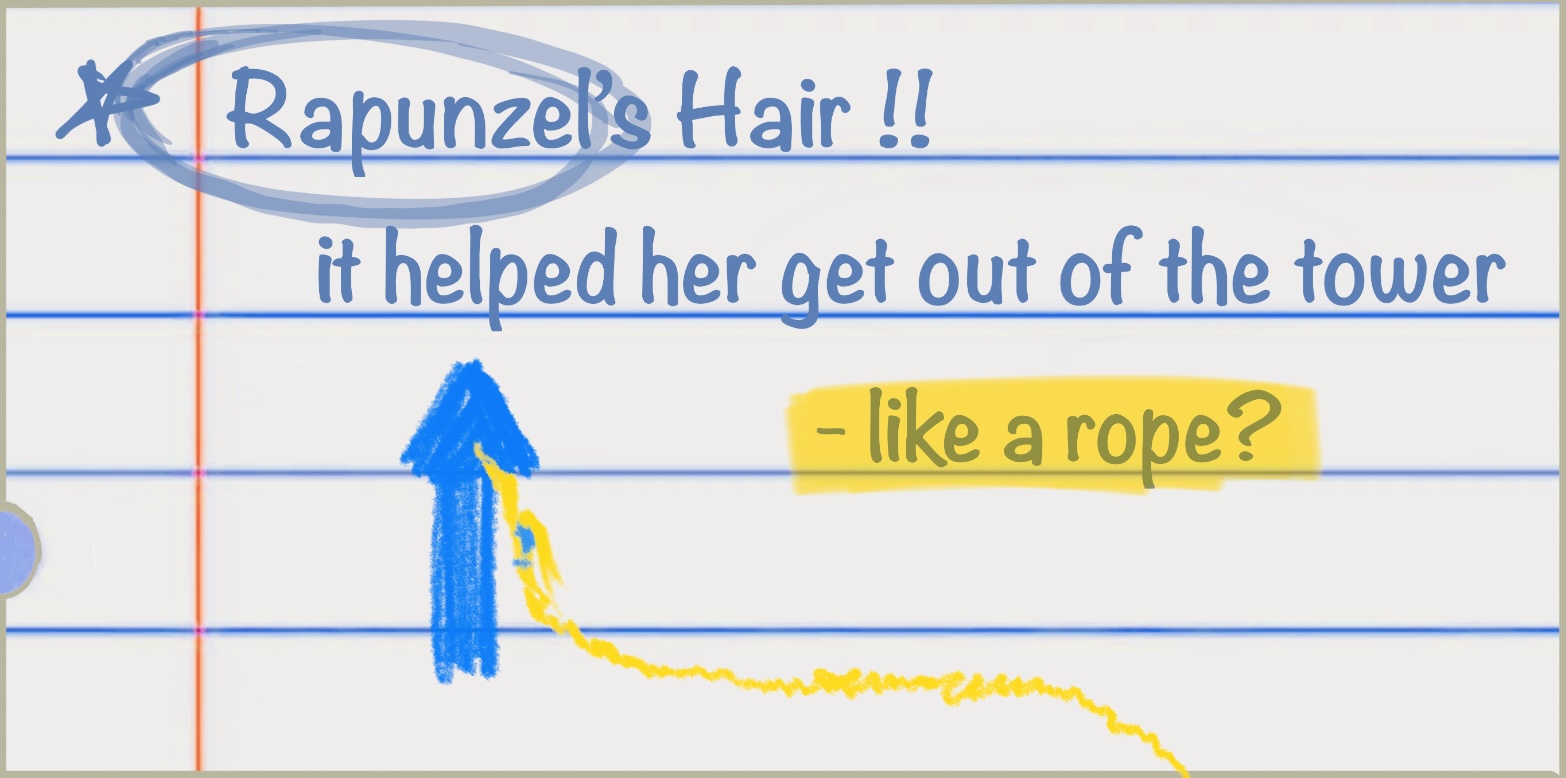 Rapunzel's Hair !!
it helped her get out of the tower
- like a rope?